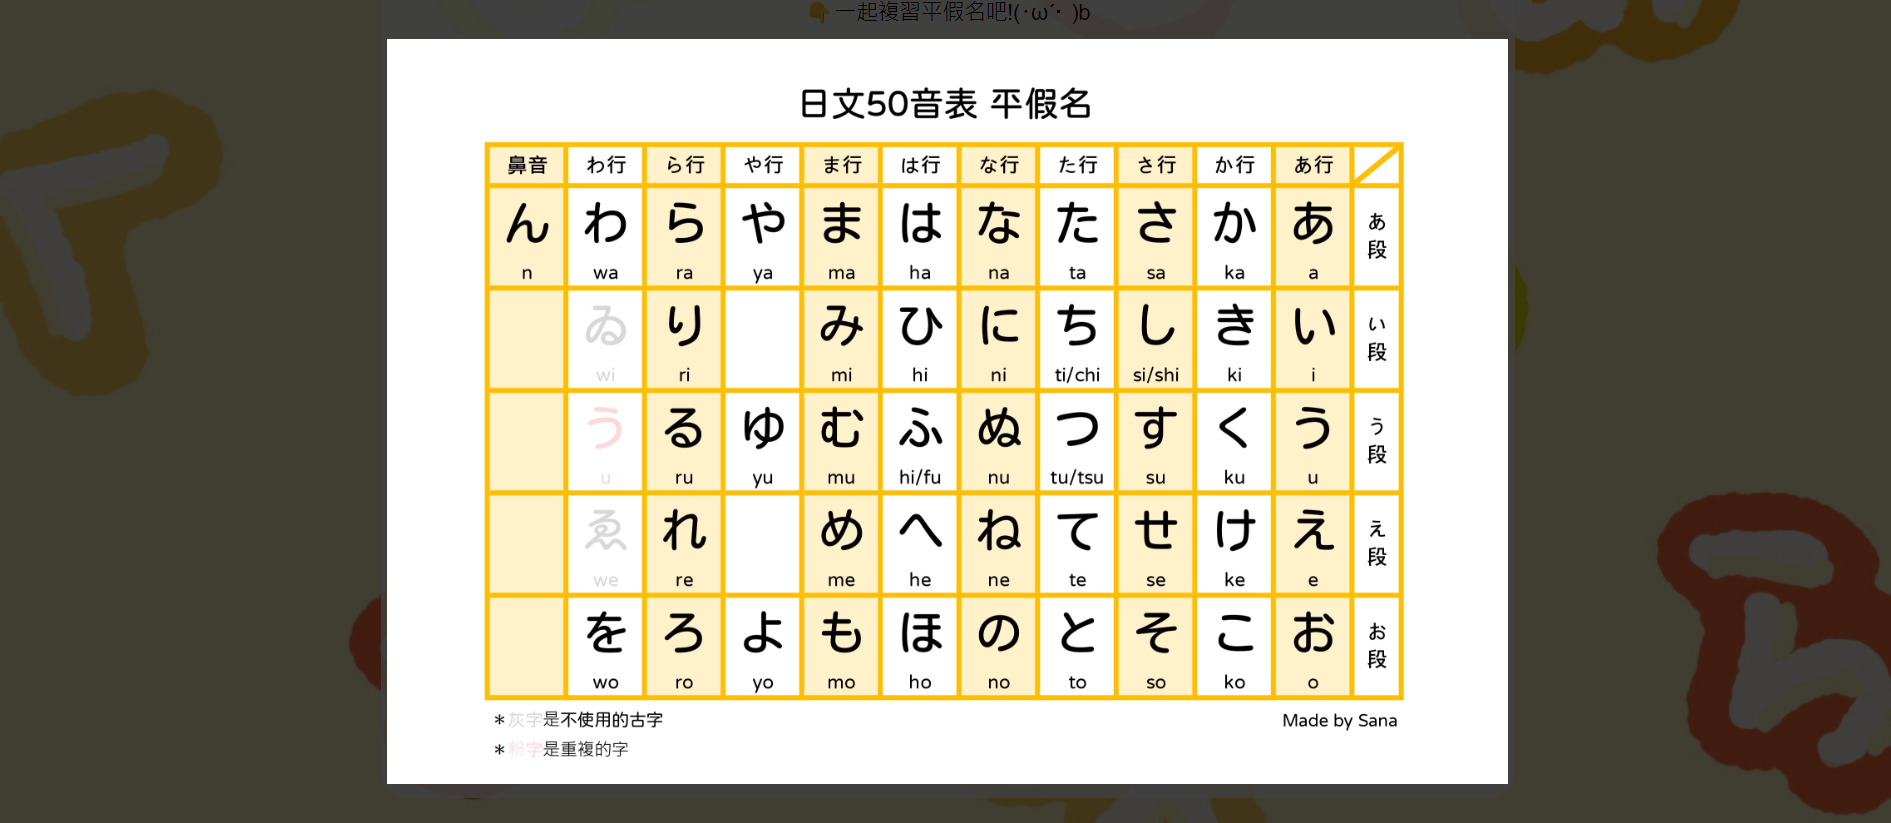 👇一起複習平假名吧!(･ω´･ )b
日文50音表 平假名
鼻音 わ行 ら行 や行 ま行 は行 な行 た行 さ行 か行 あ行
ん わ ら や ま は な た さ か あ あ段
n wa ra ya ma ha na ta sa ka a
ゐ り み ひ に ち し き い い段
wi ri mi hi ni ti/chi si/shi ki i
う る ゆ む ふ ぬ つ す く う う段
u ru yu mu hi/fu nu tu/tsu su ku u
ゑ れ め へ ね て せ け え え段
we re me he ne te se ke e
を ろ よ も ほ の と そ こ お お段
wo ro yo mo ho no to so ko o
＊灰字是不使用的古字
Made by Sana
＊粉字是重複的字